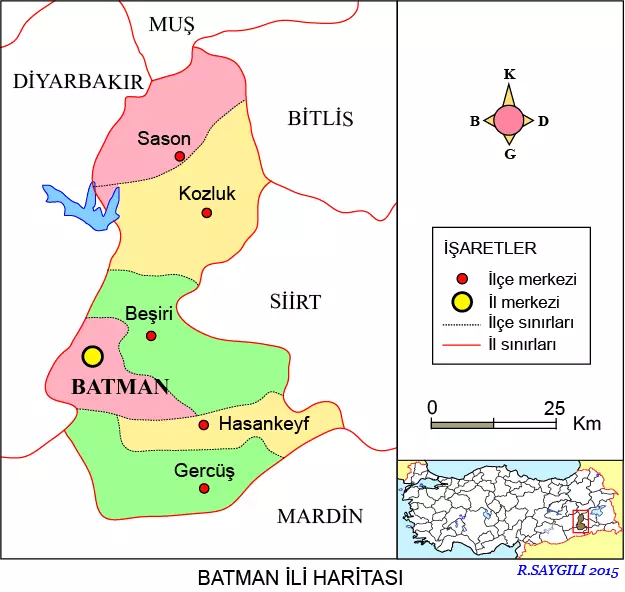 MUŞ
DİYARBAKIR
BİTLİS
Sason
Kozluk
SİİRT
Beşiri
BATMAN
Hasankeyf
Gercüş
MARDİN
K
B
D
G
İŞARETLER
İlçe merkezi
İl merkezi
İlçe sınırları
İl sınırları
0 25 Km
BATMAN İLİ HARİTASI
R.SAYGILI 2015